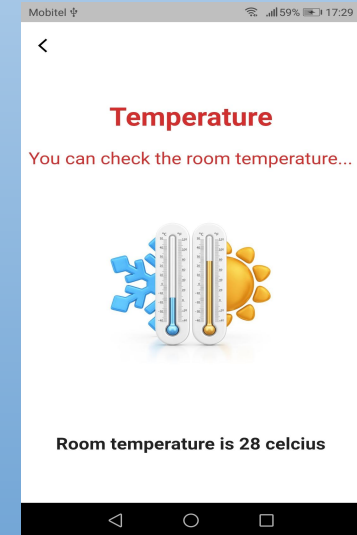 Mobitel 59% 17:29
Temperature
You can check the room temperature...
Room temperature is 28 celcius